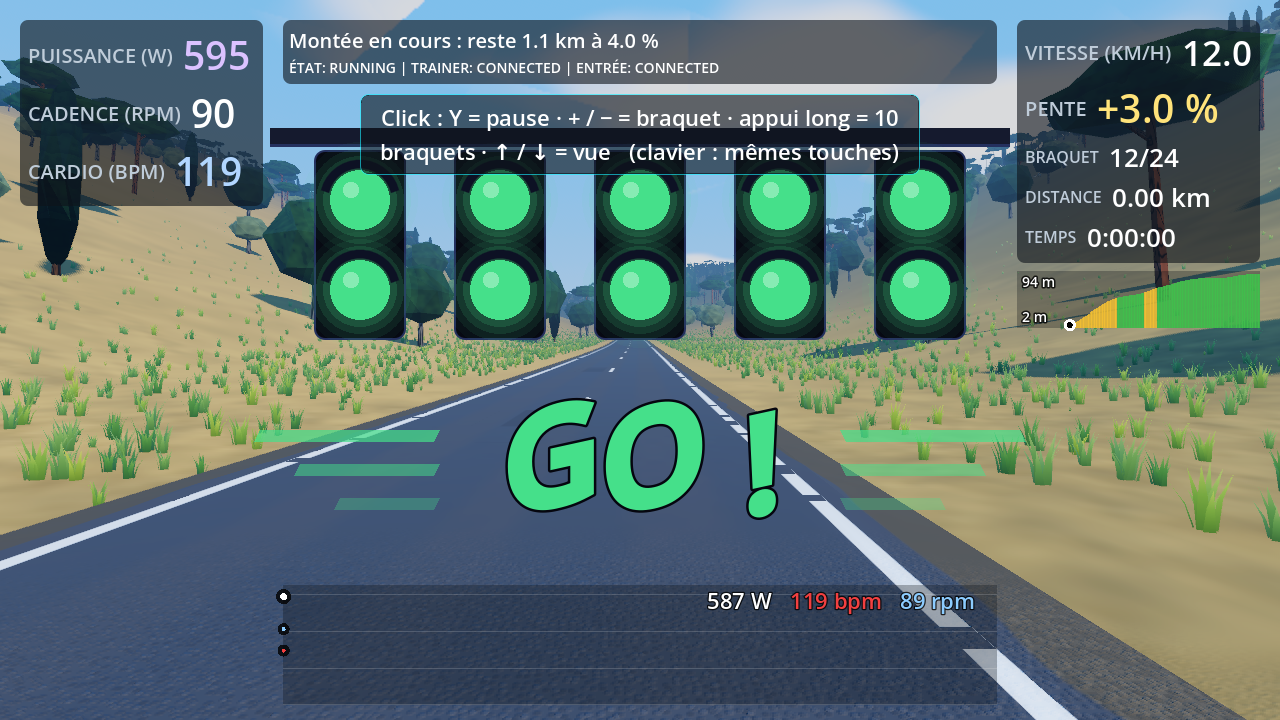 PUISSANCE (W) 595
CADENCE (RPM) 90
CARDIO (BPM) 119
Montée en cours : reste 1.1 km à 4.0 %
ÉTAT: RUNNING | TRAINER: CONNECTED | ENTRÉE: CONNECTED
Click : Y = pause · + / − = braquet · appui long = 10
braquets · ↑ / ↓ = vue (clavier : mêmes touches)
VITESSE (KM/H) 12.0
PENTE +3.0 %
BRAQUET 12/24
DISTANCE 0.00 km
TEMPS 0:00:00
94 m
2 m
GO !
587 W 119 bpm 89 rpm